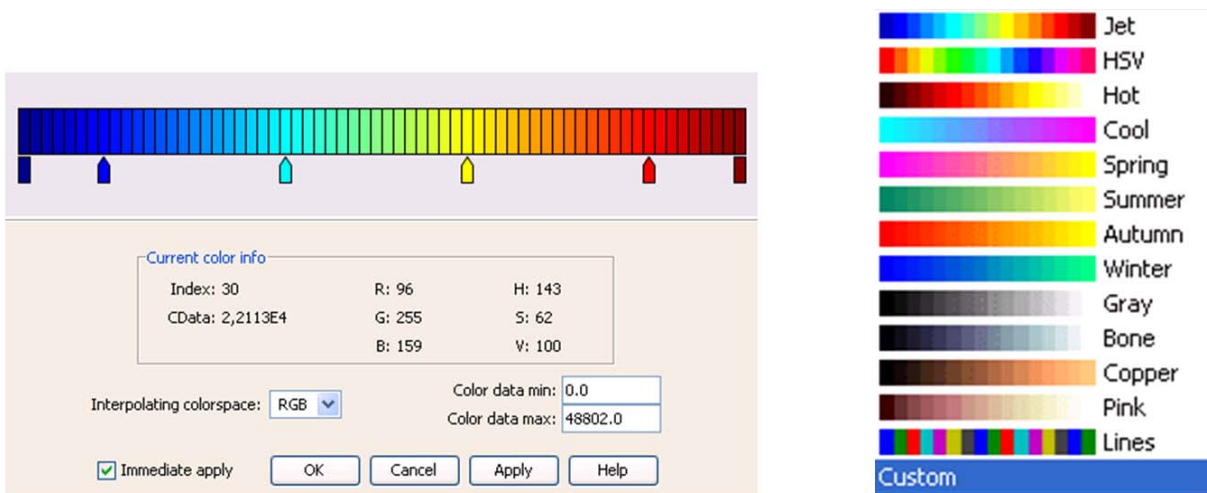 Current color info
Index: 30 R: 96 H: 143
CData: 2,2113E4 G: 255 S: 62
B: 159 V: 100
Interpolating colorspace: RGB
Color data min: 0.0
Color data max: 48802.0
Immediate apply OK Cancel Apply Help
Jet
HSV
Hot
Cool
Spring
Summer
Autumn
Winter
Gray
Bone
Copper
Pink
Lines
Custom